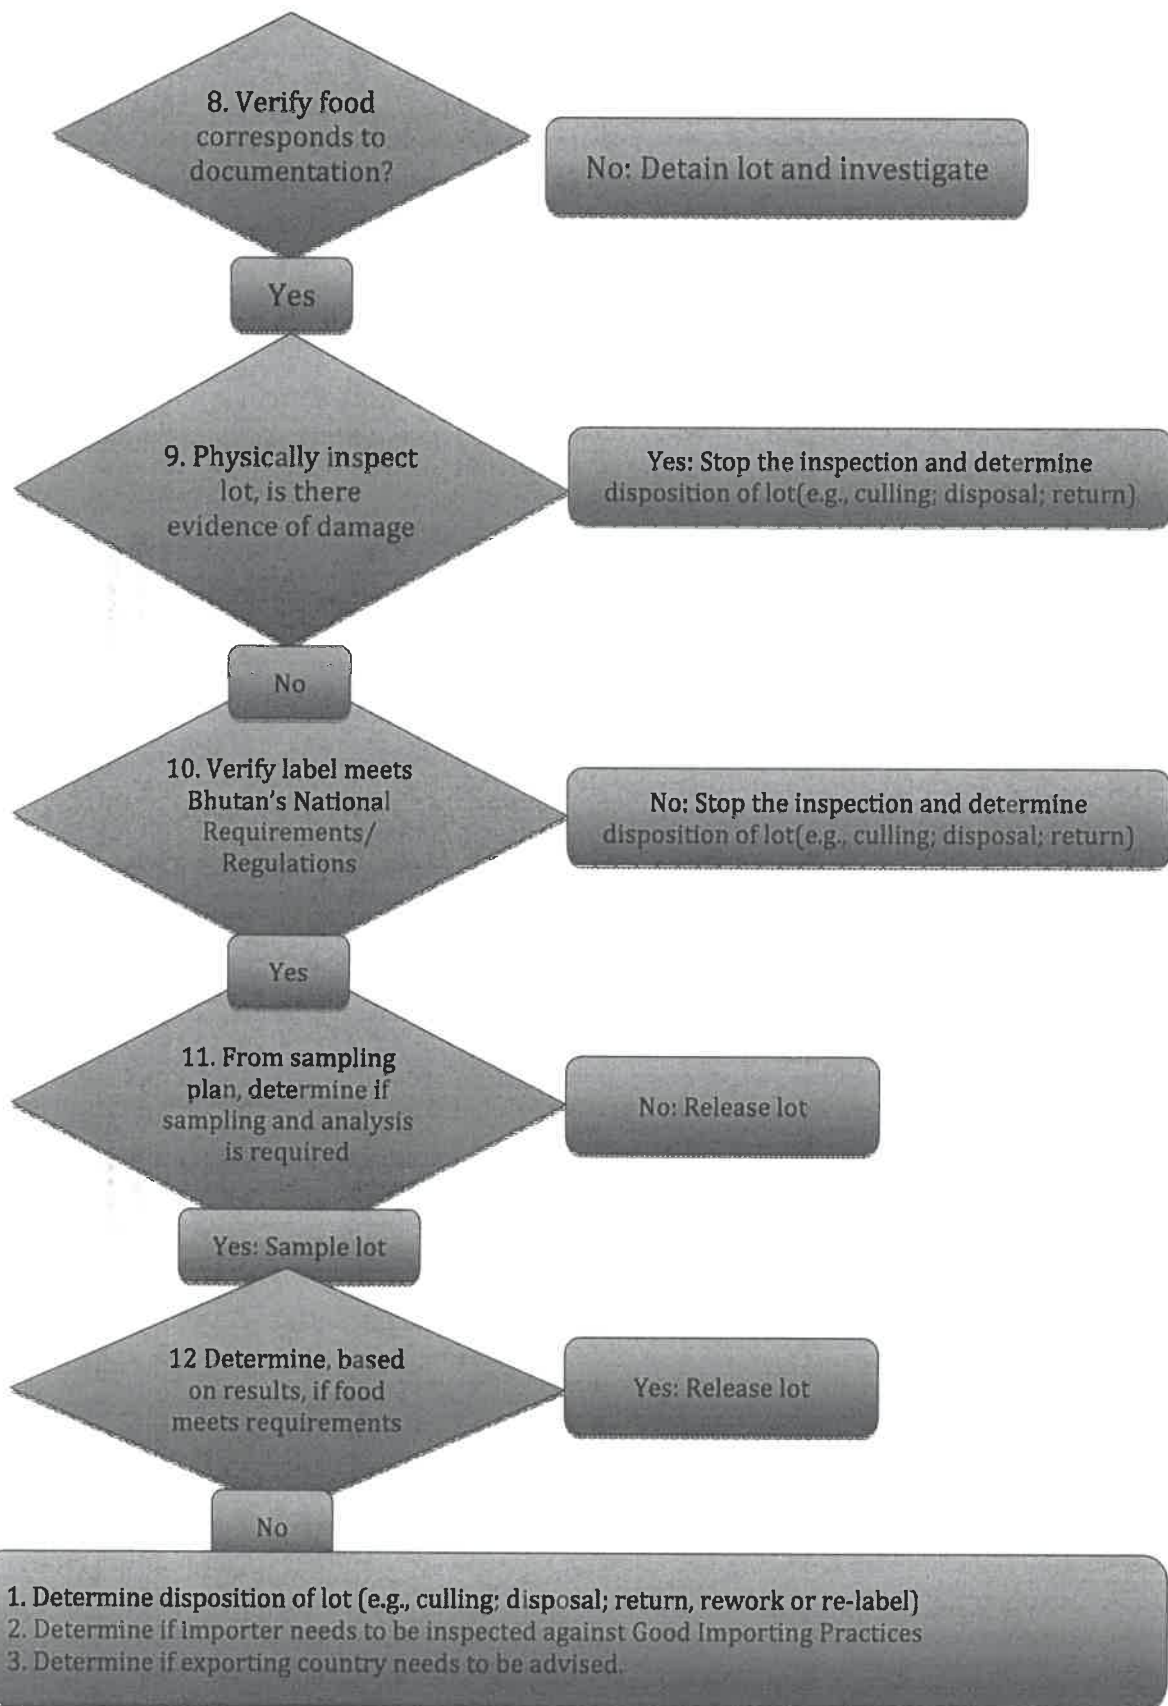 8. Verify food
corresponds to
documentation?
No: Detain lot and investigate
Yes
9. Physically inspect
lot, is there
evidence of damage
Yes: Stop the inspection and determine
disposition of lot(e.g., culling; disposal; return)
No
10. Verify label meets
Bhutan's National
Requirements/
Regulations
No: Stop the inspection and determine
disposition of lot(e.g., culling; disposal; return)
Yes
11. From sampling
plan, determine if
sampling and analysis
is required
No: Release lot
Yes: Sample lot
12 Determine, based
on results, if food
meets requirements
Yes: Release lot
No
1. Determine disposition of lot (e.g., culling; disposal; return, rework or re-label)
2. Determine if importer needs to be inspected against Good Importing Practices
3. Determine if exporting country needs to be advised.